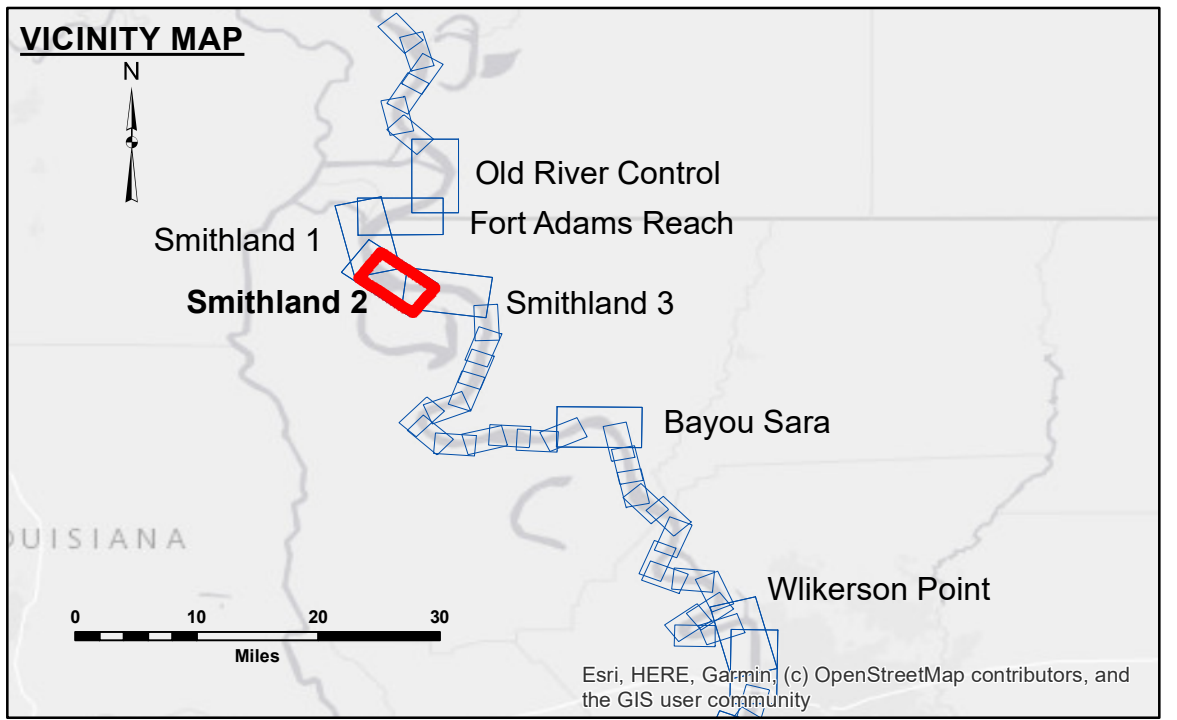 VICINITY MAP
N
Old River Control
Fort Adams Reach
Smithland 1
Smithland 2
Smithland 3
Bayou Sara
OUISIANA
Wlikerson Point
0 10 20 30
Miles
Esri, HERE, Garmin, (c) OpenStreetMap contributors, and
the GIS user community